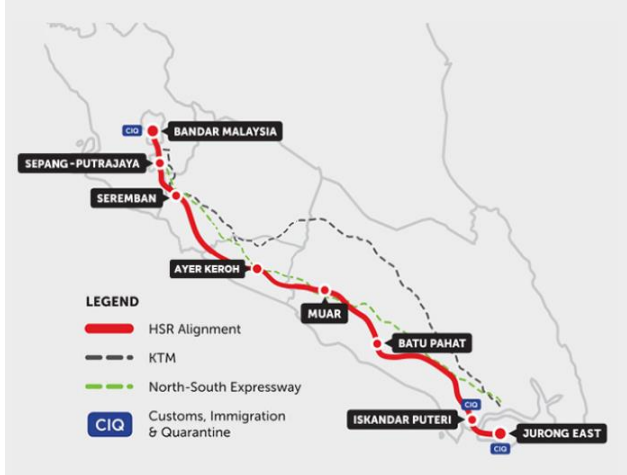 CIQ
BANDAR MALAYSIA
SEPANG-PUTRAJAYA
SEREMBAN
AYER KEROH
MUAR
BATU PAHAT
CIQ
ISKANDAR PUTERI
JURONG EAST
CIQ
LEGEND
HSR Alignment
KTM
North-South Expressway
CIQ
Customs, Immigration
& Quarantine